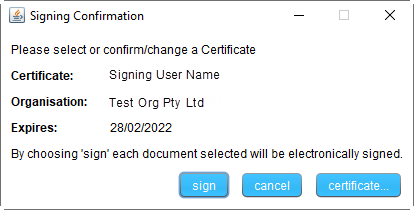 Signing Confirmation
Please select or confirm/change a Certificate
Certificate: Signing User Name
Organisation: Test Org Pty Ltd
Expires: 28/02/2022
By choosing 'sign' each document selected will be electronically signed.
sign cancel certificate...